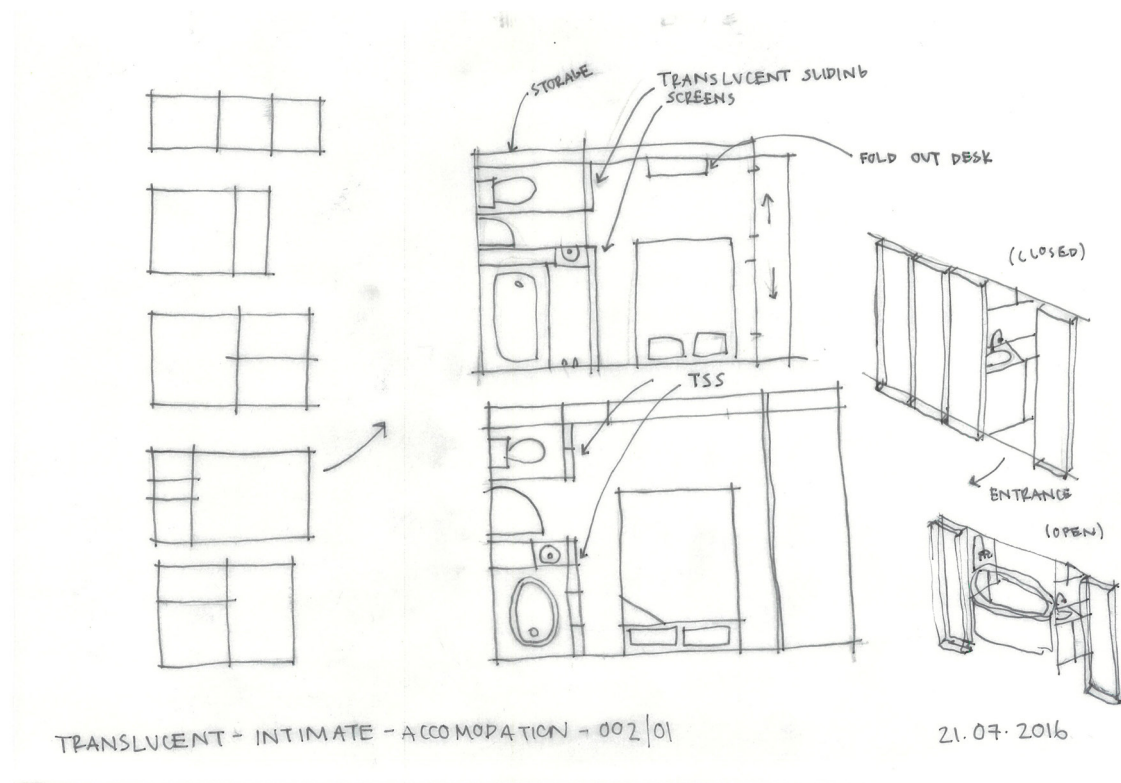 STORAGE
TRANSLUCENT SLIDING
SCREENS
FOLD OUT DESK
(CLOSED)
TSS
ENTRANCE
(OPEN)
TRANSLUCENT - INTIMATE - ACCOMODATION - 002/01
21.07.2016